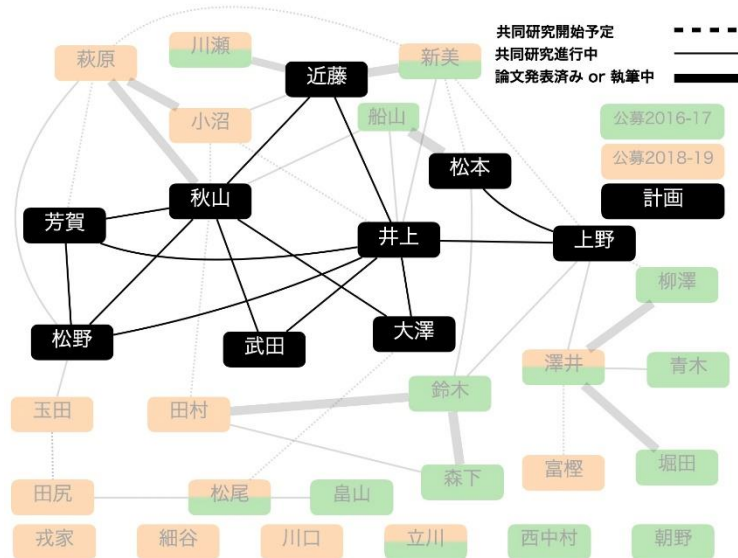 共同研究開始予定
共同研究進行中
論文発表済み or 執筆中
川瀬
新美
萩原
近藤
小沼
船山
公募2016-17
公募2018-19
計画
松本
秋山
芳賀
井上
上野
柳澤
松野
武田
大澤
澤井
青木
鈴木
玉田
田村
富樫
堀田
森下
田尻
松尾
畠山
戎家
細谷
川口
立川
西中村
朝野